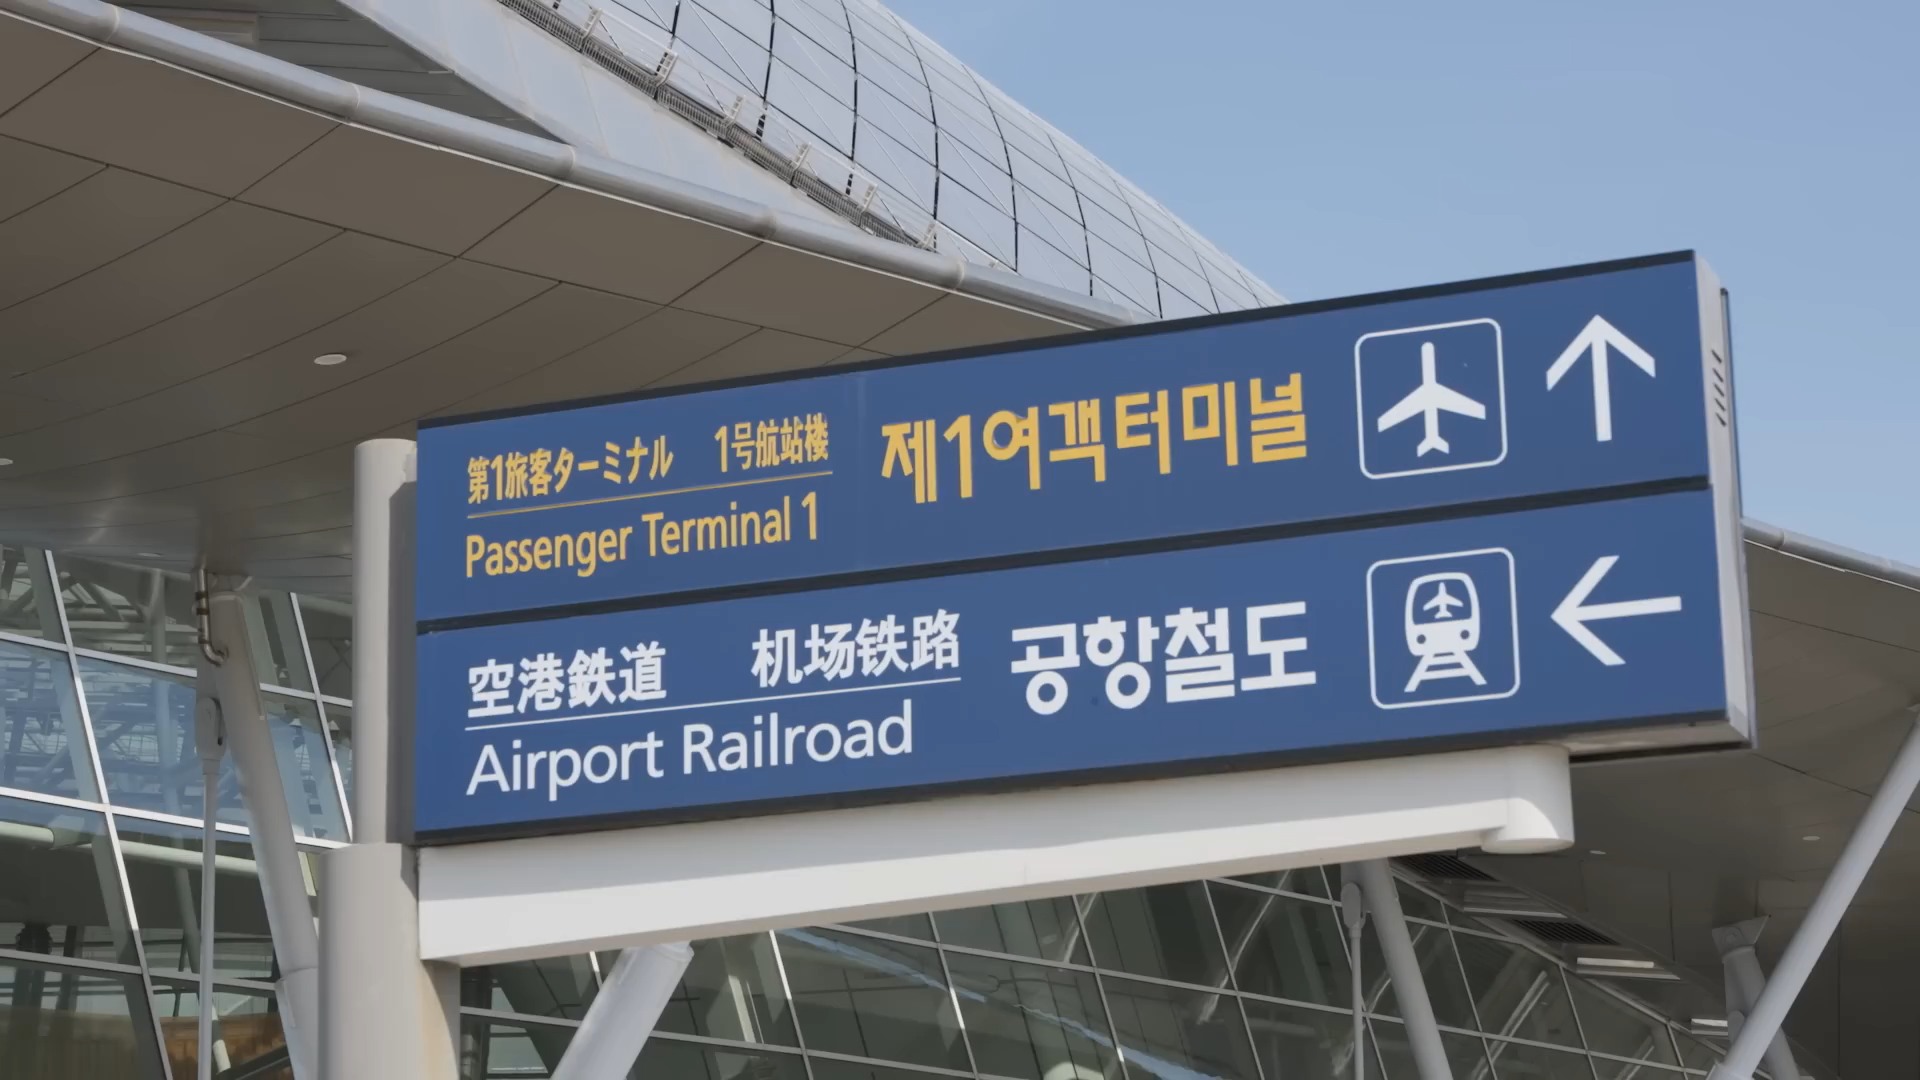 第1旅客ターミナル 1号航站楼
Passenger Terminal 1
제1여객터미널
空港鉄道 机场铁路
Airport Railroad
공항철도